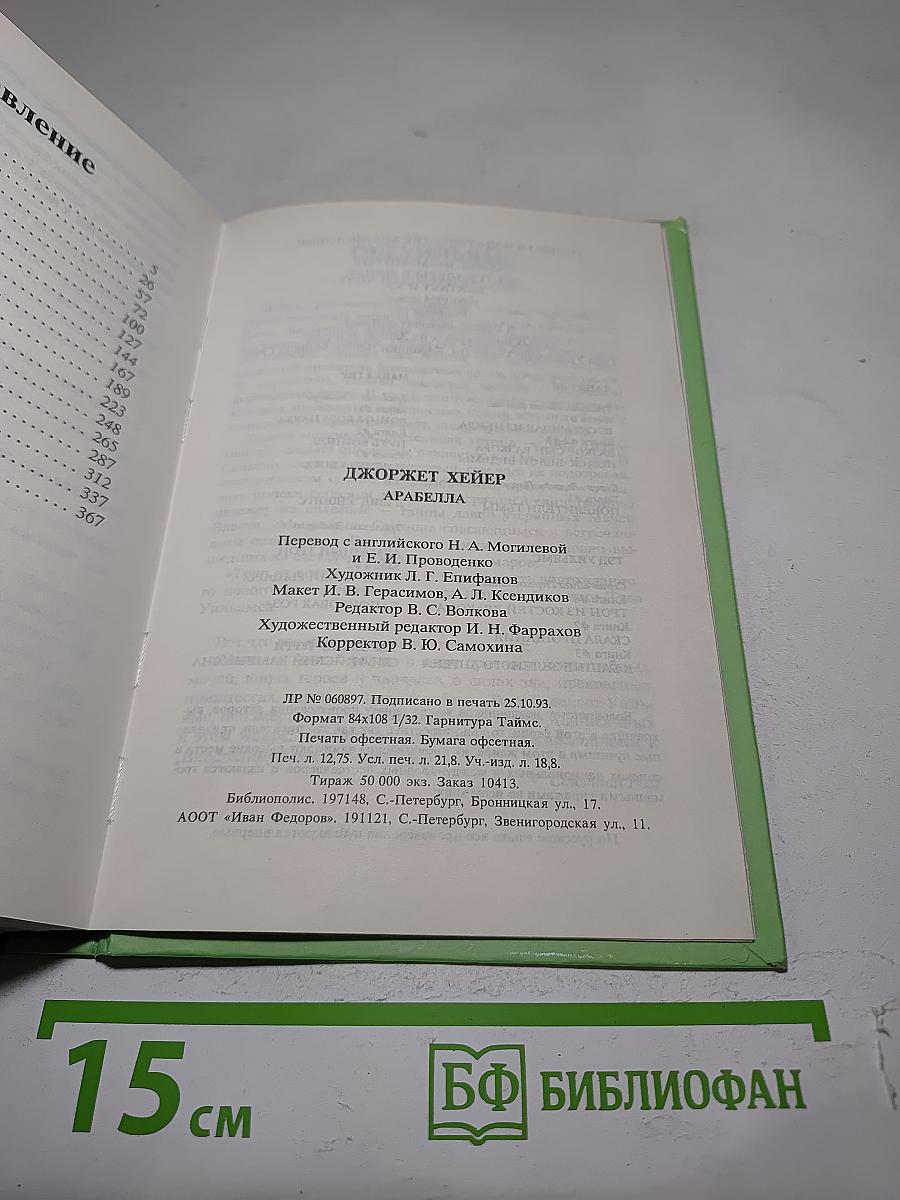 вление
5
26
57
72
100
127
144
167
189
223
248
265
287
312
337
367
ДЖОРЖЕТ ХЕЙЕР
АРАБЕЛЛА
Перевод с английского Н. А. Могилевой
и Е. И. Проводенко
Художник Л. Г. Епифанов
Макет И. В. Герасимов, А. Л. Ксендиков
Редактор В. С. Волкова
Художественный редактор И. Н. Фаррахов
Корректор В. Ю. Самохина
ЛР № 060897. Подписано в печать 25.10.93.
Формат 84х108 1/32. Гарнитура Таймс.
Печать офсетная. Бумага офсетная.
Печ. л. 12,75. Усл. печ. л. 21,8. Уч.-изд. л. 18,8.
Тираж 50 000 экз. Заказ 10413.
Библиополис. 197148, С.-Петербург, Бронницкая ул., 17.
АООТ «Иван Федоров». 191121, С.-Петербург, Звенигородская ул., 11.
15 см
БФ БИБЛИОФАН